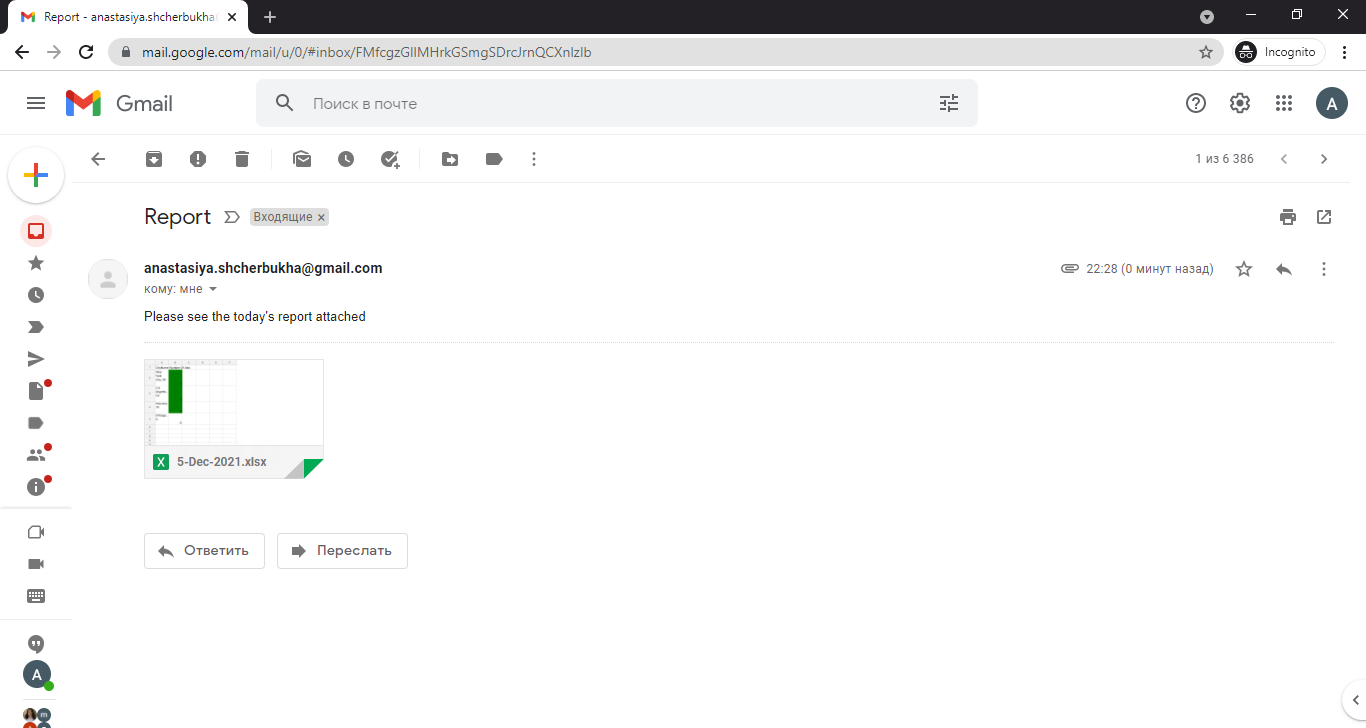 Report - anastasiya.shcherbukha
mail.google.com/mail/u/0/#inbox/FMfcgzGllMHrkGSmgSDrcJrnQCXnlzlb
Incognito
Gmail
Поиск в почте
A
1 из 6 386
Report
Входящие ×
anastasiya.shcherbukha@gmail.com
22:28 (0 минут назад)
кому: мне
Please see the today's report attached
X 5-Dec-2021.xlsx
Ответить
Переслать
A
m